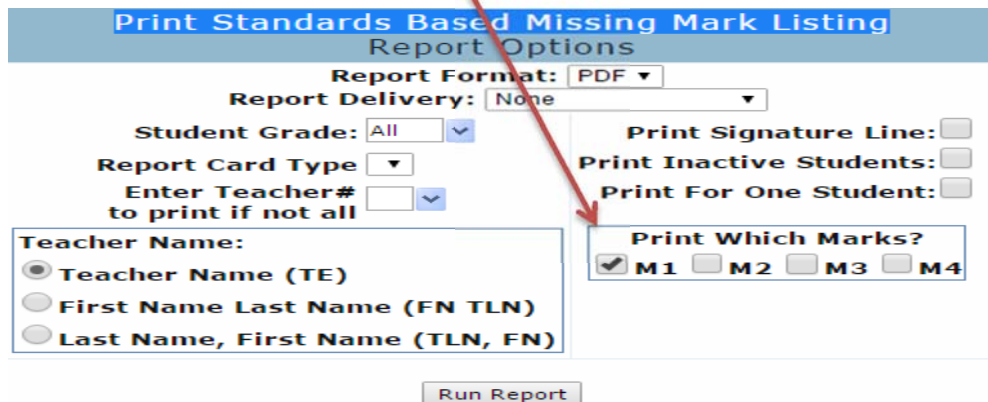 Print Standards Based Missing Mark Listing
Report Options
Report Format: PDF
Report Delivery: None
Student Grade: All
Report Card Type
Enter Teacher#
to print if not all
Print Signature Line:
Print Inactive Students:
Print For One Student:
Teacher Name:
Teacher Name (TE)
First Name Last Name (FN TLN)
Last Name, First Name (TLN, FN)
Print Which Marks?
M1 M2 M3 M4
Run Report